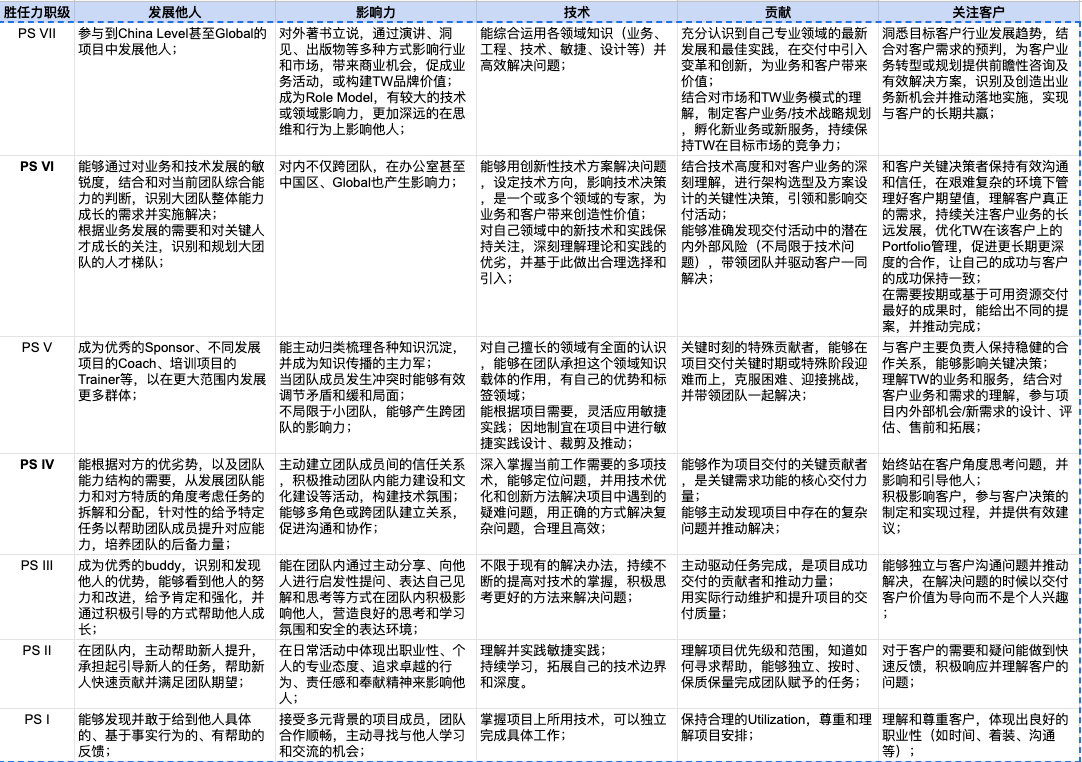 胜任力职级
发展他人
影响力
技术
贡献
关注客户
PS VII
参与到China Level甚至Global的
项目中发展他人；
对外著书立说，通过演讲、洞
见、出版物等多种方式影响行业
和市场，带来商业机会，促成业
务活动，或构建TW品牌价值；
成为Role Model，有较大的技术
或领域影响力，更加深远的在思
维和行为上影响他人；
能综合运用各领域知识（业务、
工程、技术、敏捷、设计等）并
高效解决问题；
充分认识到自己专业领域的最新
发展和最佳实践，在交付中引入
变革和创新，为业务和客户带来
价值；
结合对市场和TW业务模式的理
解，制定客户业务/技术战略规划
，孵化新业务或新服务，持续保
持TW在目标市场的竞争力；
洞悉目标客户行业发展趋势，结
合对客户需求的预判，为客户业
务转型或规划提供前瞻性咨询及
有效解决方案，识别及创造出业
务新机会并推动落地实施，实现
与客户的长期共赢；
PS VI
能够通过对业务和技术发展的敏
锐度，结合和对当前团队综合能
力的判断，识别大团队整体能力
成长的需求并实施解决；
根据业务发展的需要和对关键人
才成长的关注，识别和规划大团
队的人才梯队；
对内不仅跨团队，在办公室甚至
中国区、Global也产生影响力；
能够用创新性技术方案解决问题
，设定技术方向，影响技术决策
，是一个或多个领域的专家，为
业务和客户带来创造性价值；
对自己领域中的新技术和实践保
持关注，深刻理解理论和实践的
优劣，并基于此做出合理选择和
引入；
结合技术高度和对客户业务的深
刻理解，进行架构选型及方案设
计的关键性决策，引领和影响交
付活动；
能够准确发现交付活动中的潜在
内外部风险（不局限于技术问
题），带领团队并驱动客户一同
解决；
和客户关键决策者保持有效沟通
和信任，在艰难复杂的环境下管
理好客户期望值，理解客户真正
的需求，持续关注客户业务的长
远发展，优化TW在该客户上的
Portfolio管理，促进更长期更深
度的合作，让自己的成功与客户
的成功保持一致；
在需要按期或基于可用资源交付
最好的成果时，能给出不同的提
案，并推动完成；
PS V
成为优秀的Sponsor、不同发展
项目的Coach、培训项目的
Trainer等，以在更大范围内发展
更多群体；
能主动归类梳理各种知识沉淀，
并成为知识传播的主力军；
当团队成员发生冲突时能够有效
调节矛盾和缓和局面；
不局限于小团队，能够产生跨团
队的影响力；
对自己擅长的领域有全面的认识
，能够在团队承担这个领域知识
载体的作用，有自己的优势和标
签领域；
能根据项目需要，灵活应用敏捷
实践；因地制宜在项目中进行敏
捷实践设计、裁剪及推动；
关键时刻的特殊贡献者，能够在
项目交付关键时期或特殊阶段迎
难而上，克服困难、迎接挑战，
并带领团队一起解决；
与客户主要负责人保持稳健的合
作关系，能够影响关键决策；
理解TW的业务和服务，结合对
客户业务和需求的理解，参与项
目内外部机会/新需求的设计、评
估、售前和拓展；
PS IV
能根据对方的优劣势，以及团队
能力结构的需要，从发展团队能
力和对方特质的角度考虑任务的
拆解和分配，针对性的给予特定
任务以帮助团队成员提升对应能
力，培养团队的后备力量；
主动建立团队成员间的信任关系
，积极推动团队内能力建设和文
化建设等活动，构建技术氛围；
能够多角色或跨团队建立关系，
促进沟通和协作；
深入掌握当前工作需要的多项技
术，能够定位问题，并用技术优
化和创新方法解决项目中遇到的
疑难问题，用正确的方式解决复
杂问题，合理且高效；
能够作为项目交付的关键贡献者
，是关键需求功能的核心交付力
量；
能够主动发现项目中存在的复杂
问题并推动解决；
始终站在客户角度思考问题，并
影响和引导他人；
积极影响客户，参与客户决策的
制定和实现过程，并提供有效建
议；
PS III
成为优秀的buddy，识别和发现
他人的优势，能够看到他人的努
力和改进，给予肯定和强化，并
通过积极引导的方式帮助他人成
长；
能在团队内通过主动分享、向他
人进行启发性提问、表达自己见
解和思考等方式在团队内积极影
响他人，营造良好的思考和学习
氛围和安全的表达环境；
不限于现有的解决办法，持续不
断的提高对技术的掌握，积极思
考更好的方法来解决问题；
主动驱动任务完成，是项目成功
交付的贡献者和推动力量；
用实际行动维护和提升项目的交
付质量；
能够独立与客户沟通问题并推动
解决，在解决问题的时候以交付
客户价值为导向而不是个人兴趣
；
PS II
在团队内，主动帮助新人提升，
承担起引导新人的任务，帮助新
人快速贡献并满足团队期望；
在日常活动中体现出职业性、个
人的专业态度、追求卓越的行
为、责任感和奉献精神来影响他
人；
理解并实践敏捷实践；
持续学习，拓展自己的技术边界
和深度。
理解项目优先级和范围，知道如
何寻求帮助，能够独立、按时、
保质保量完成团队赋予的任务；
对于客户的需要和疑问能做到快
速反馈，积极响应并理解客户的
问题；
PS I
能够发现并敢于给到他人具体
的、基于事实行为的、有帮助的
反馈；
接受多元背景的项目成员，团队
合作顺畅，主动寻找与他人学习
和交流的机会；
掌握项目上所用技术，可以独立
完成具体工作；
保持合理的Utilization，尊重和理
解项目安排；
理解和尊重客户，体现出良好的
职业性（如时间、着装、沟通
等）；